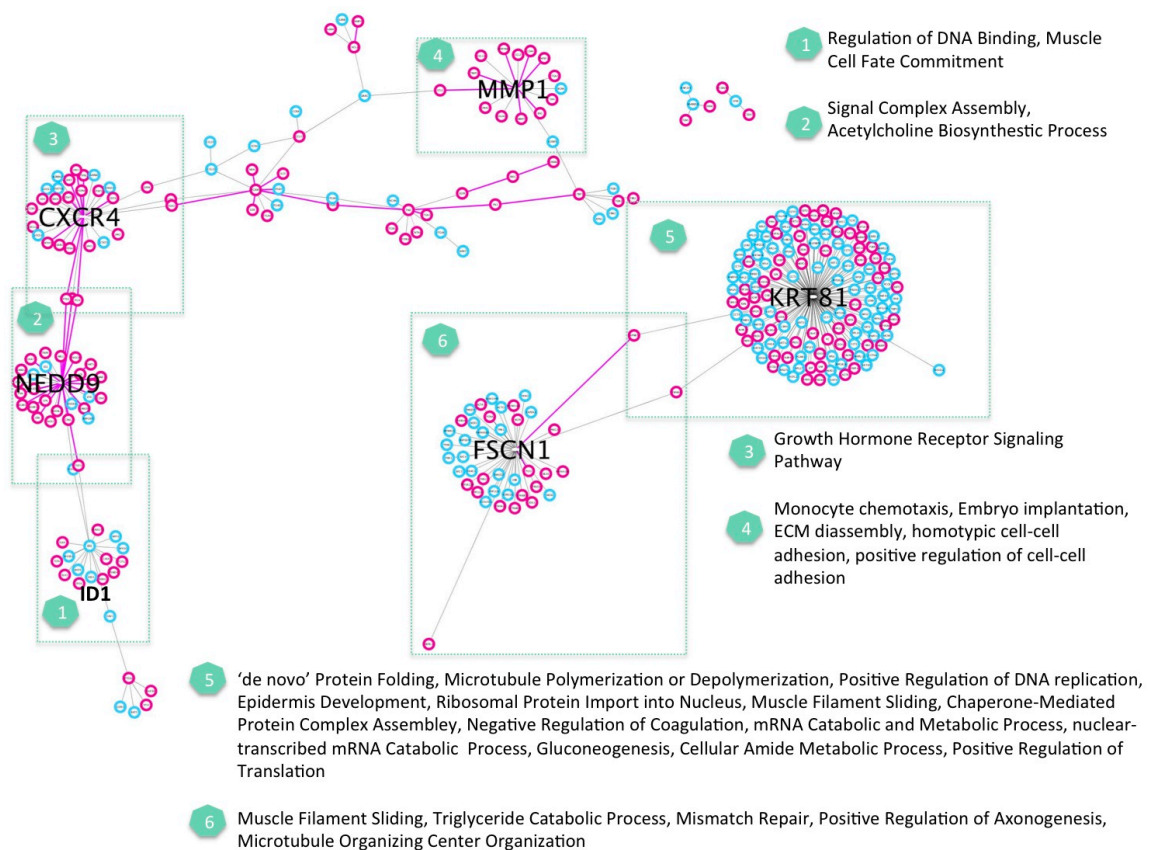 4
MMP1
1
Regulation of DNA Binding, Muscle
Cell Fate Commitment
2
Signal Complex Assembly,
Acetylcholine Biosynthestic Process
3
CXCR4
5
KRT81
2
NEDD9
6
FSCN1
3
Growth Hormone Receptor Signaling
Pathway
4
Monocyte chemotaxis, Embryo implantation,
ECM diassembly, homotypic cell-cell
adhesion, positive regulation of cell-cell
adhesion
ID1
1
5
‘de novo’ Protein Folding, Microtubule Polymerization or Depolymerization, Positive Regulation of DNA replication,
Epidermis Development, Ribosomal Protein Import into Nucleus, Muscle Filament Sliding, Chaperone-Mediated
Protein Complex Assembley, Negative Regulation of Coagulation, mRNA Catabolic and Metabolic Process, nuclear-
transcribed mRNA Catabolic Process, Gluconeogenesis, Cellular Amide Metabolic Process, Positive Regulation of
Translation
6
Muscle Filament Sliding, Triglyceride Catabolic Process, Mismatch Repair, Positive Regulation of Axonogenesis,
Microtubule Organizing Center Organization